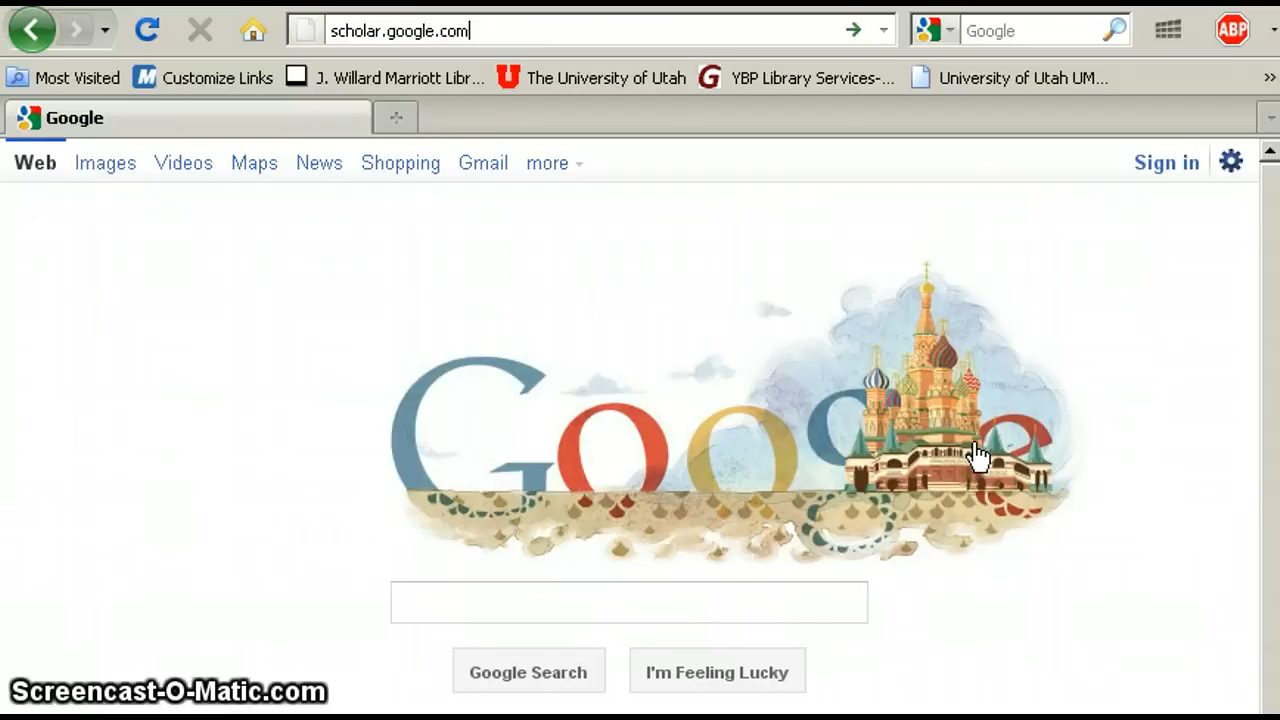 scholar.google.com
Google
ABP
Most Visited
Customize Links
J. Willard Marriott Libr...
The University of Utah
YBP Library Services-...
University of Utah UM...
Google
Web Images Videos Maps News Shopping Gmail more
Sign in
Google
Google Search
I'm Feeling Lucky
Screencast-O-Matic.com